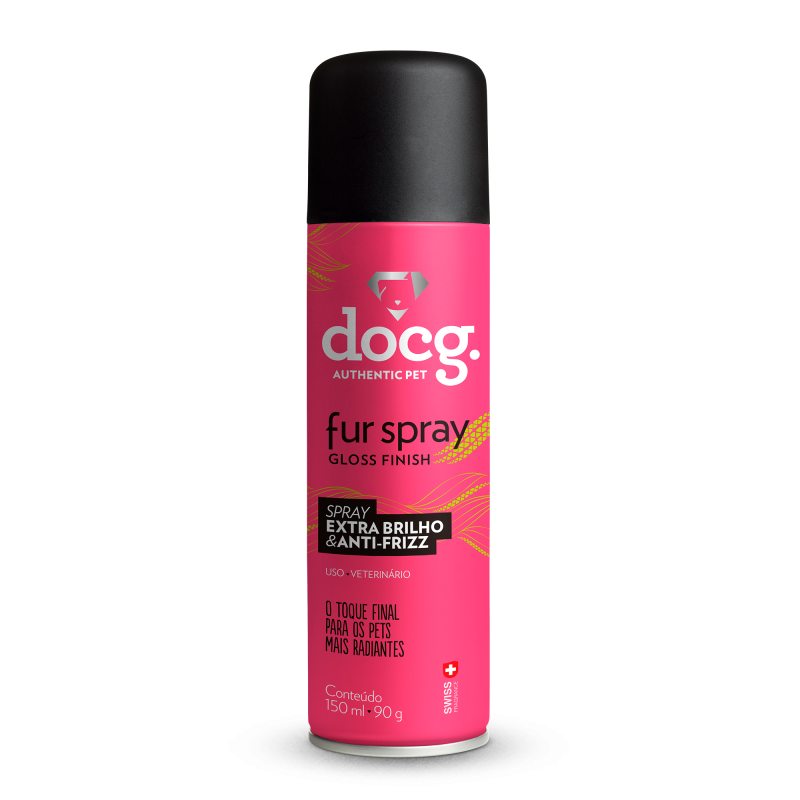 docg.
AUTHENTIC PET
fur spray
GLOSS FINISH
SPRAY
EXTRA BRILHO
&ANTI-FRIZZ
USO • VETERINÁRIO
O TOQUE FINAL
PARA OS PETS
MAIS RADIANTES
Conteúdo
150 ml • 90 g
SWISS
FRAGRANCE